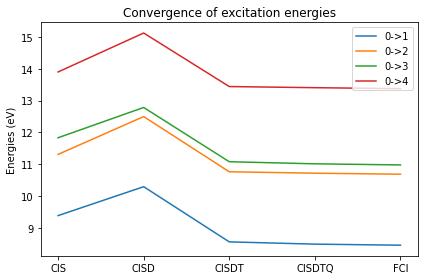 Convergence of excitation energies
Energies (eV)
15
14
13
12
11
10
9
0->1
0->2
0->3
0->4
CIS
CISD
CISDT
CISDTQ
FCI